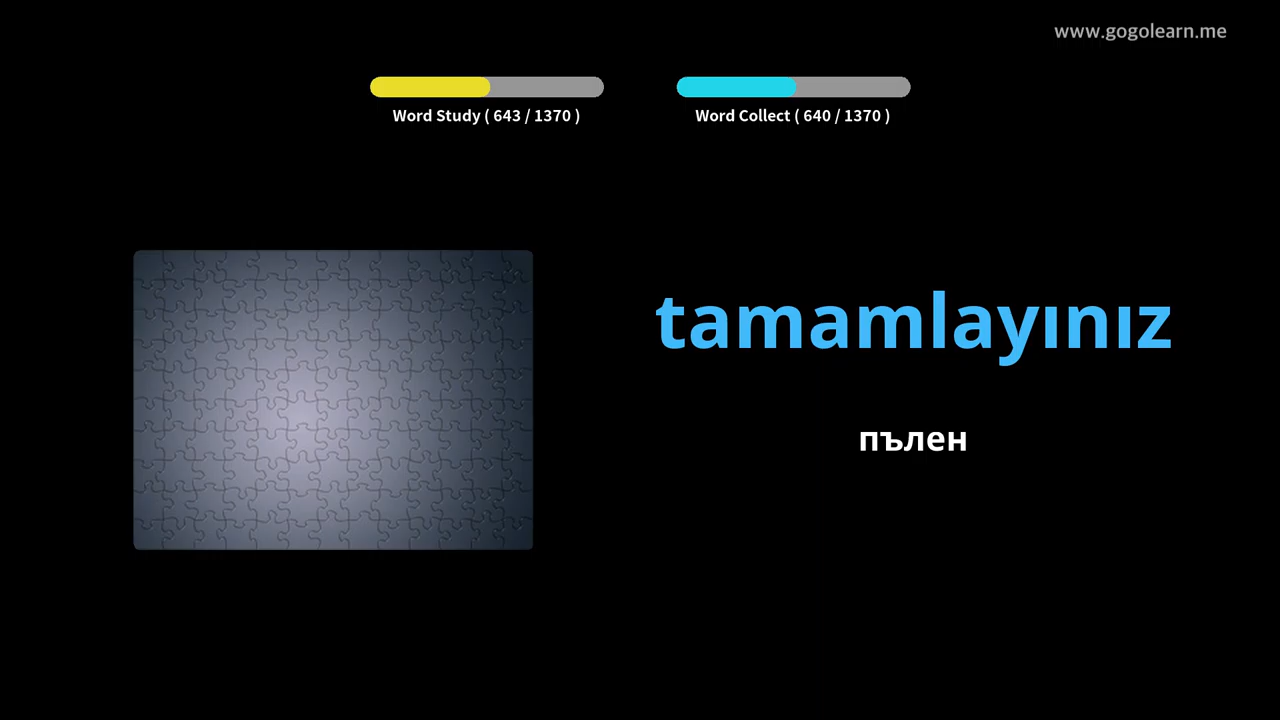 www.gogolearn.me
Word Study ( 643 / 1370 )
Word Collect ( 640 / 1370 )
tamamlayınız
пълен